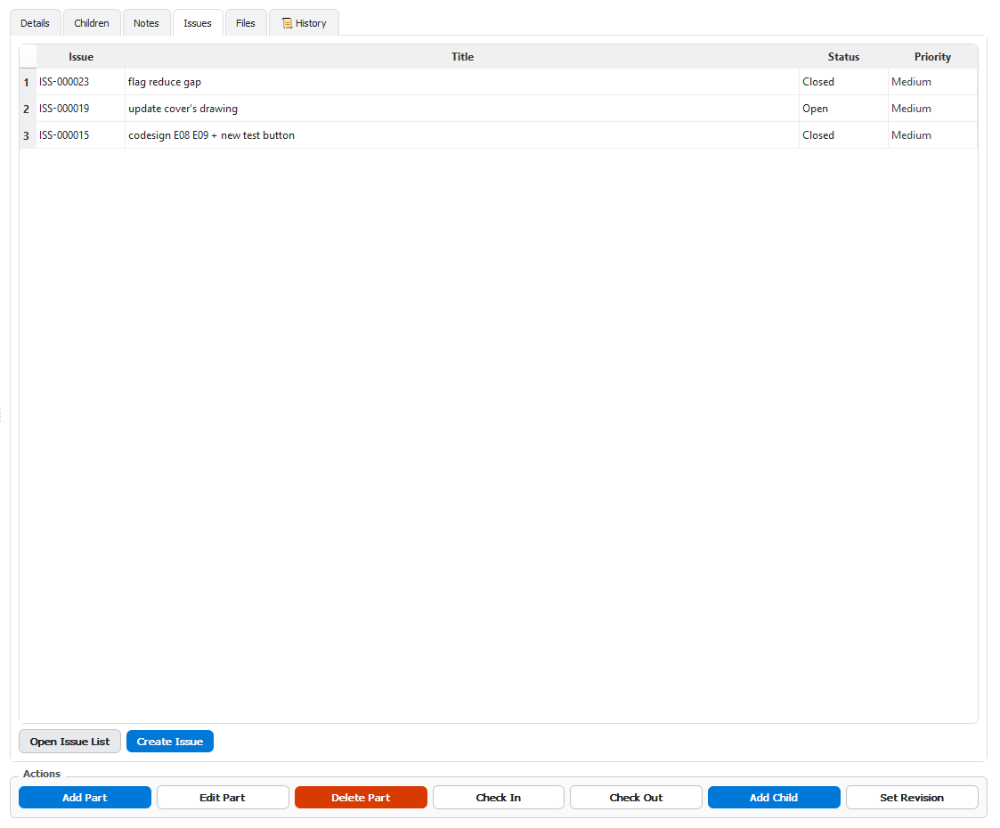 Details Children Notes Issues Files History
Issue Title Status Priority
1 ISS-000023 flag reduce gap Closed Medium
2 ISS-000019 update cover's drawing Open Medium
3 ISS-000015 codesign E08 E09 + new test button Closed Medium
Open Issue List Create Issue
Actions
Add Part Edit Part Delete Part Check In Check Out Add Child Set Revision